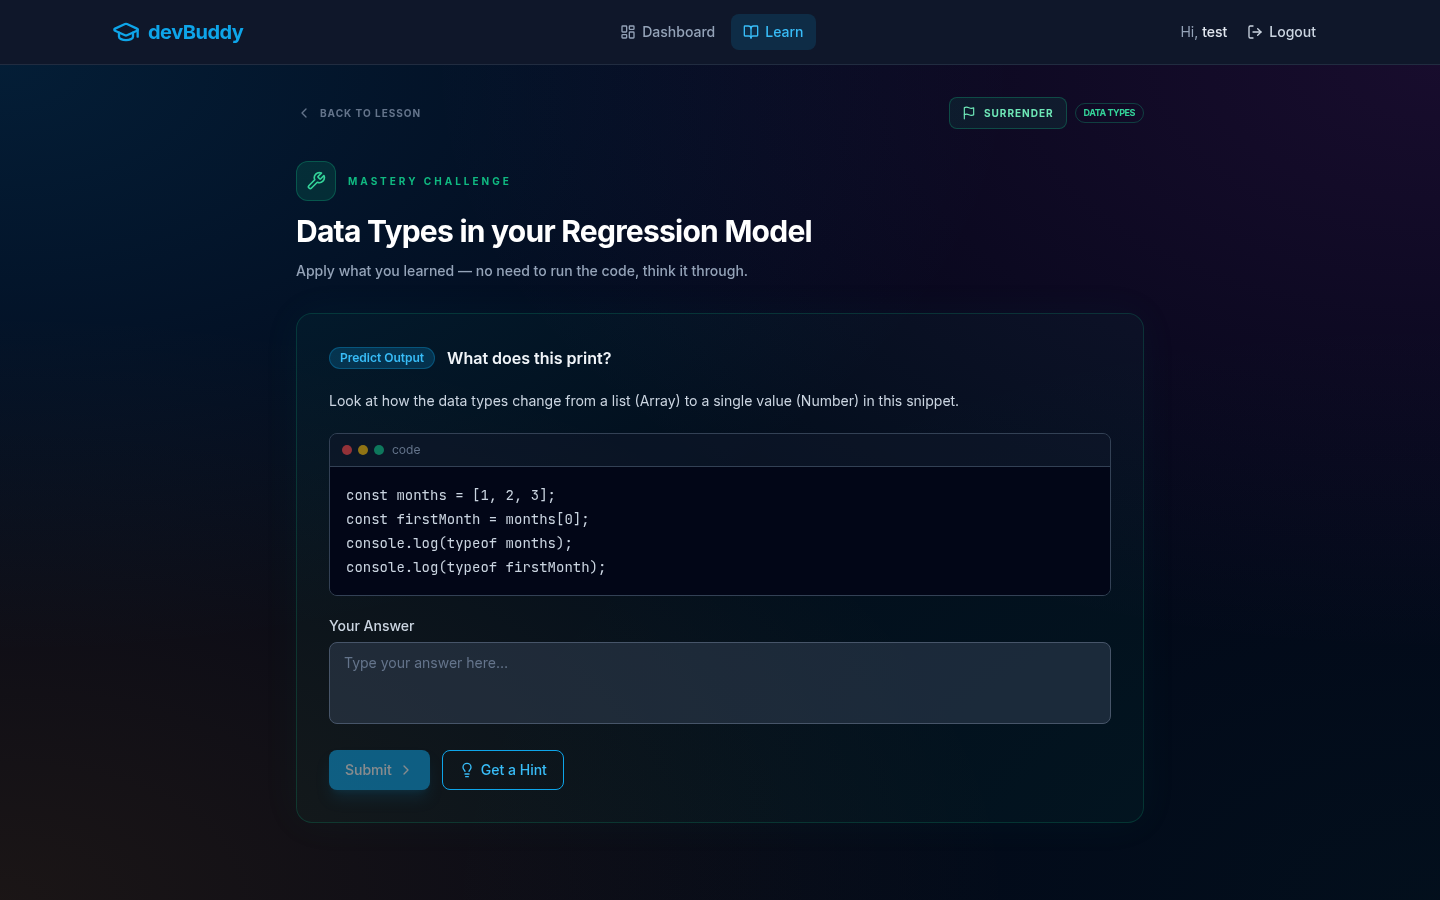 devBuddy
Dashboard
Learn
Hi, test
Logout
BACK TO LESSON
SURRENDER
DATA TYPES
MASTERY CHALLENGE
Data Types in your Regression Model
Apply what you learned — no need to run the code, think it through.
Predict Output
What does this print?
Look at how the data types change from a list (Array) to a single value (Number) in this snippet.
code
const months = [1, 2, 3];
const firstMonth = months[0];
console.log(typeof months);
console.log(typeof firstMonth);
Your Answer
Type your answer here...
Submit
Get a Hint